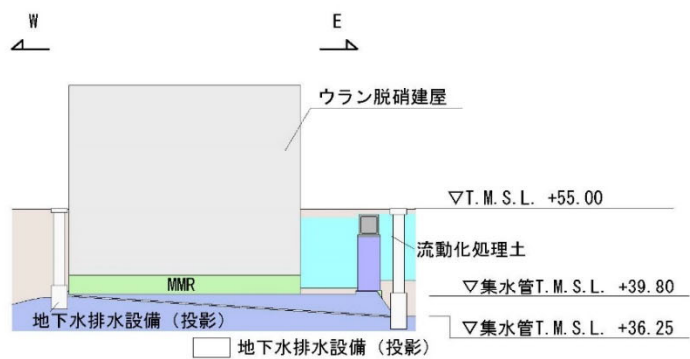 W
E
ウラン脱硝建屋
▽T.M.S.L. +55.00
流動化処理土
MMR
▽集水管T.M.S.L. +39.80
地下水排水設備（投影）
▽集水管T.M.S.L. +36.25
地下水排水設備（投影）